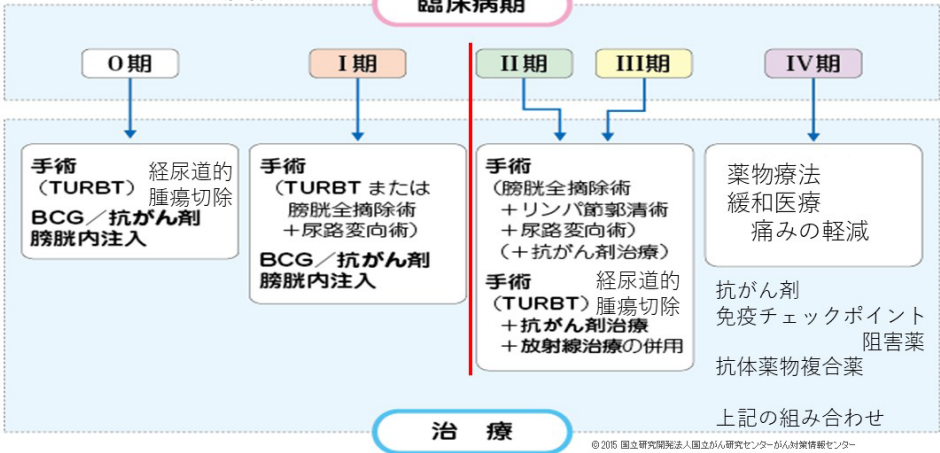 臨床病期
0期
I期
II期
III期
IV期
手術
(TURBT)
経尿道的
腫瘍切除
BCG/抗がん剤
膀胱内注入
手術
(TURBT または
膀胱全摘除術
+尿路変向術)
BCG/抗がん剤
膀胱内注入
手術
(膀胱全摘除術
+リンパ節郭清術
+尿路変向術)
(+抗がん剤治療)
手術
(TURBT)
経尿道的
腫瘍切除
+抗がん剤治療
+放射線治療の併用
薬物療法
緩和医療
痛みの軽減
抗がん剤
免疫チェックポイント
阻害薬
抗体薬物複合薬
上記の組み合わせ
治 療
©2015 国立研究開発法人国立がん研究センターがん対策情報センター